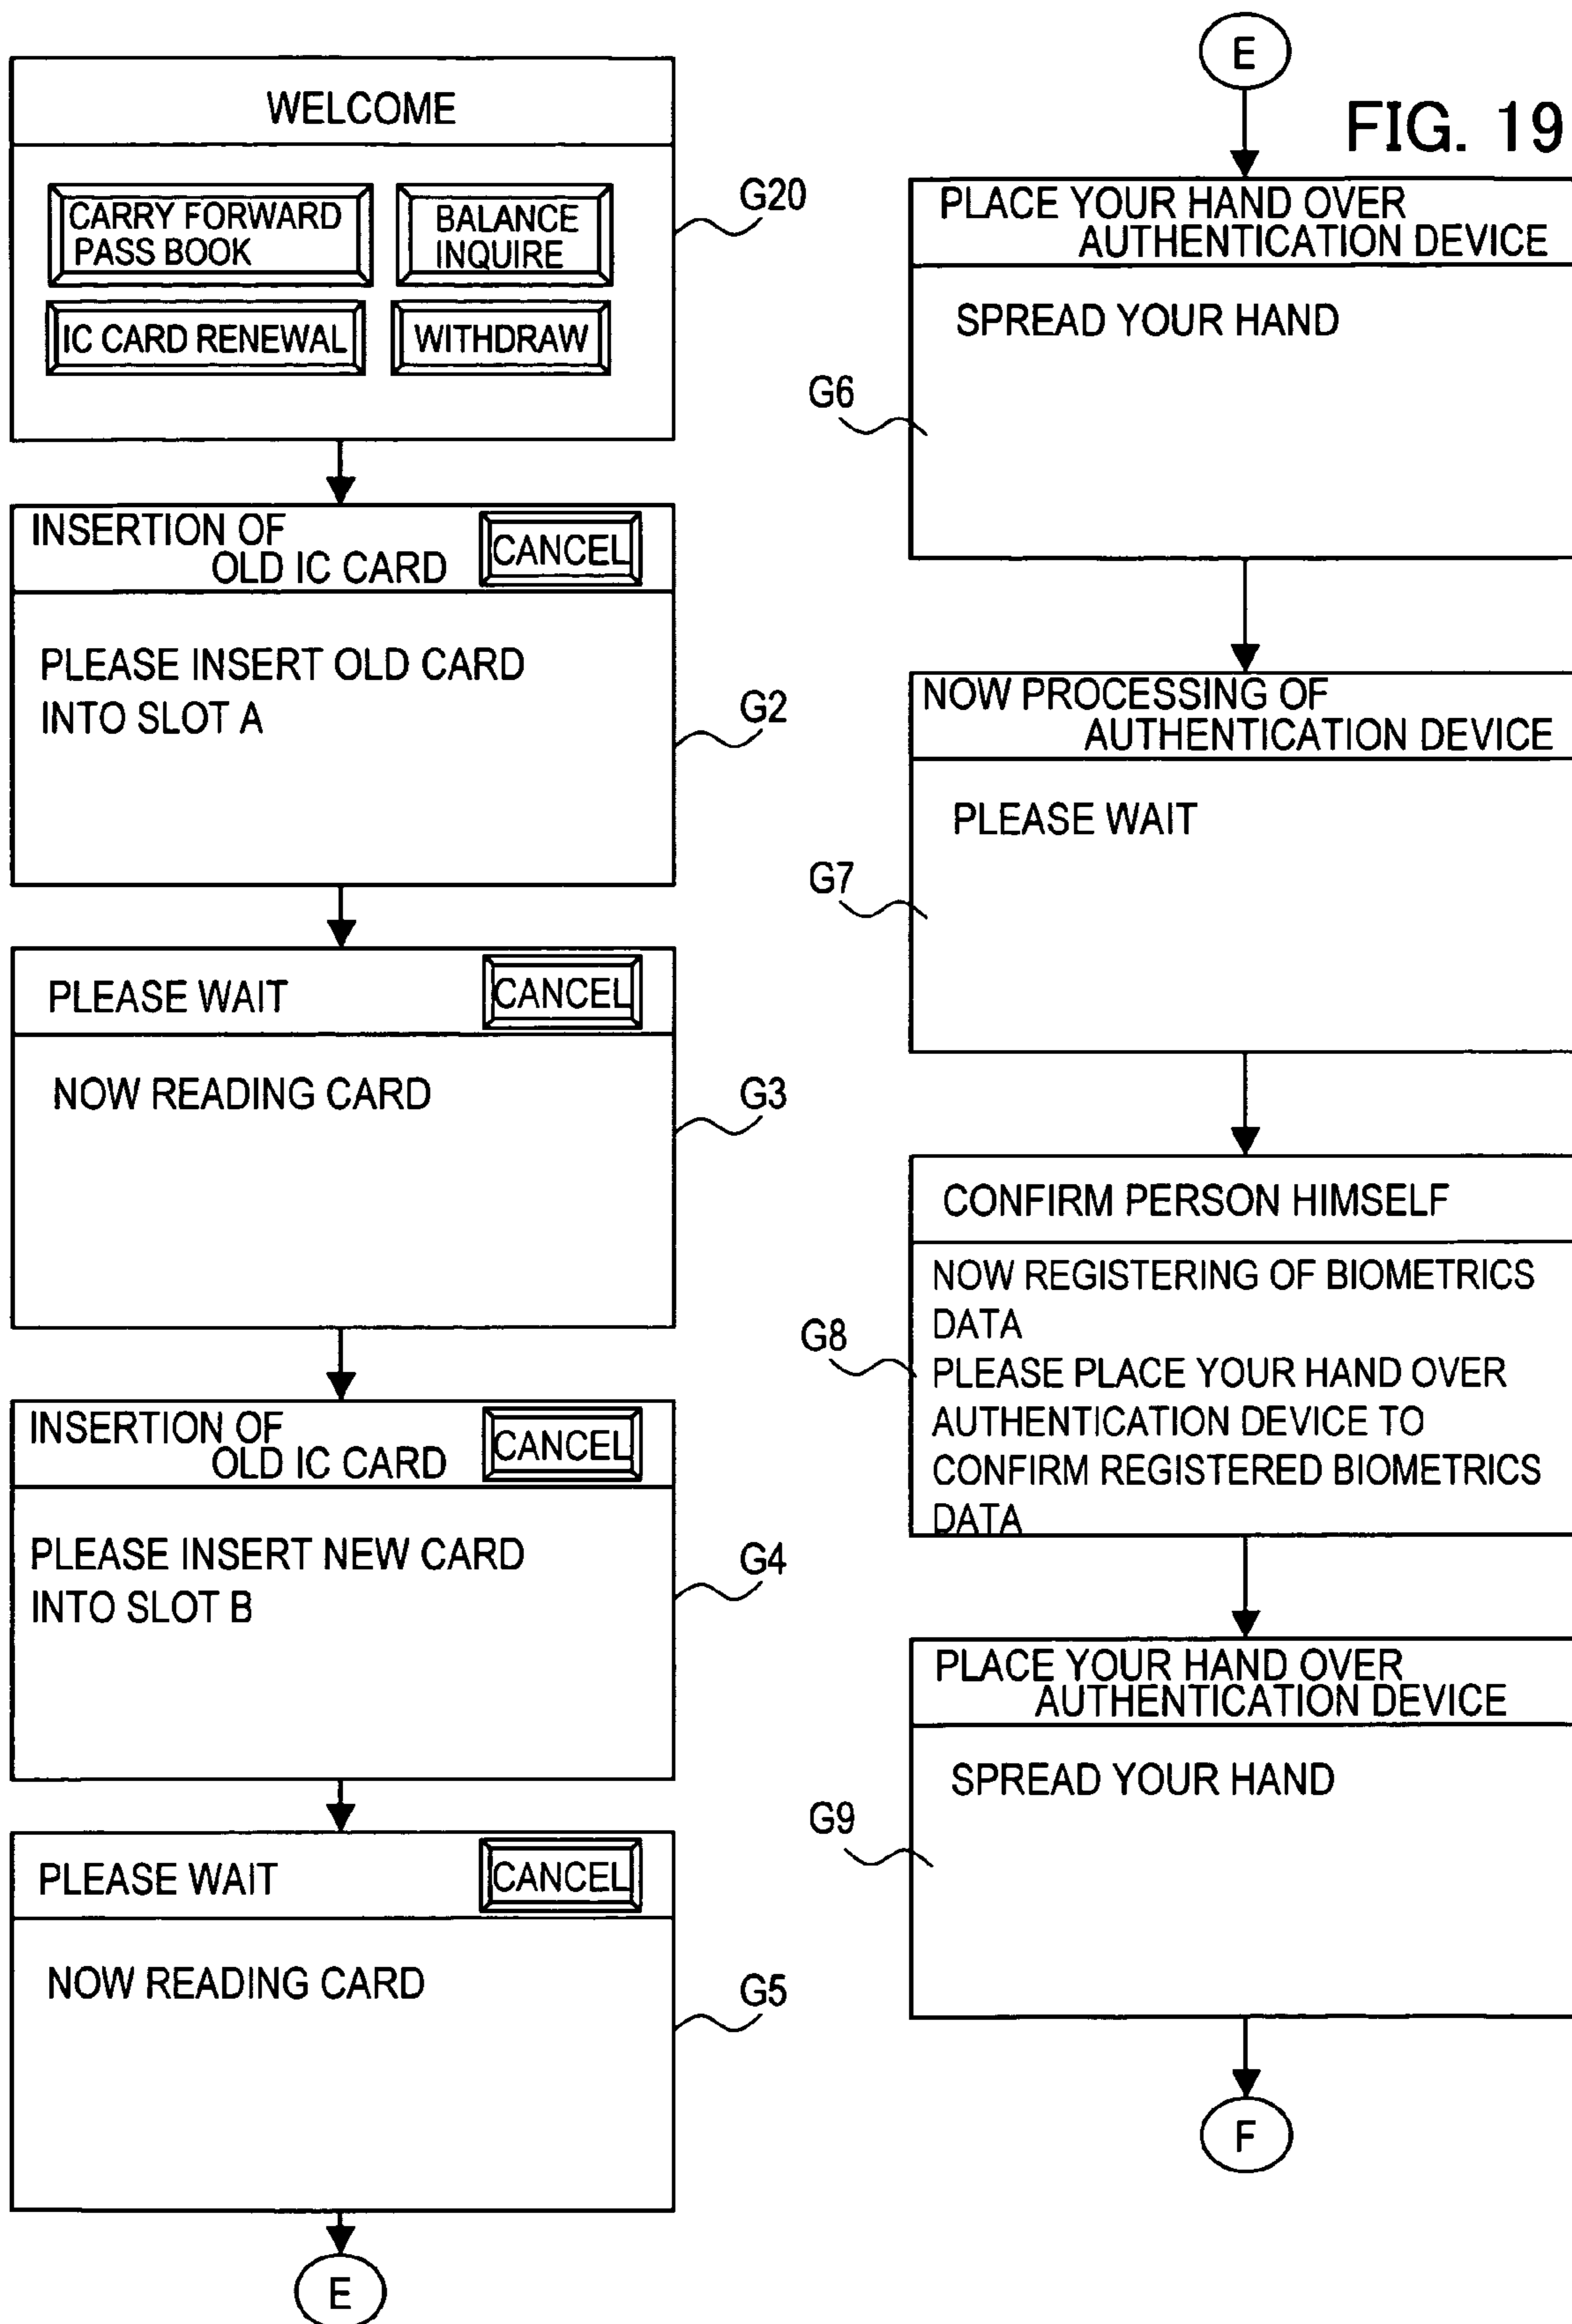 WELCOME
CARRY FORWARD
PASS BOOK
BALANCE
INQUIRE
IC CARD RENEWAL
WITHDRAW
G20
INSERTION OF
OLD IC CARD
CANCEL
PLEASE INSERT OLD CARD
INTO SLOT A
G2
PLEASE WAIT
CANCEL
NOW READING CARD
G3
INSERTION OF
OLD IC CARD
CANCEL
PLEASE INSERT NEW CARD
INTO SLOT B
G4
PLEASE WAIT
CANCEL
NOW READING CARD
G5
E
E
FIG. 19
PLACE YOUR HAND OVER
AUTHENTICATION DEVICE
SPREAD YOUR HAND
G6
NOW PROCESSING OF
AUTHENTICATION DEVICE
PLEASE WAIT
G7
CONFIRM PERSON HIMSELF
NOW REGISTERING OF BIOMETRICS
DATA
PLEASE PLACE YOUR HAND OVER
AUTHENTICATION DEVICE TO
CONFIRM REGISTERED BIOMETRICS
DATA
G8
PLACE YOUR HAND OVER
AUTHENTICATION DEVICE
SPREAD YOUR HAND
G9
F